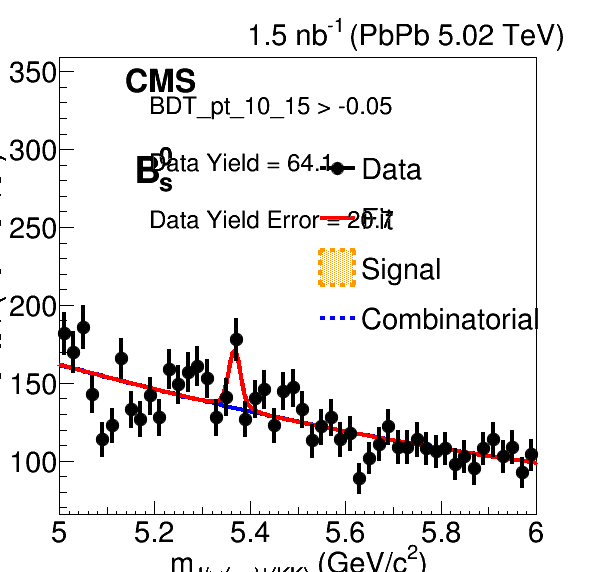 1.5 nb-1 (PbPb 5.02 TeV)
350
300
250
200
150
100
CMS
BDT_pt_10_15 > -0.05
B0s
Data Yield = 64.1
Data Yield Error = 20.7
Data
Fit
Signal
Combinatorial
5 5.2 5.4 5.6 5.8 6
(GeV/c2)